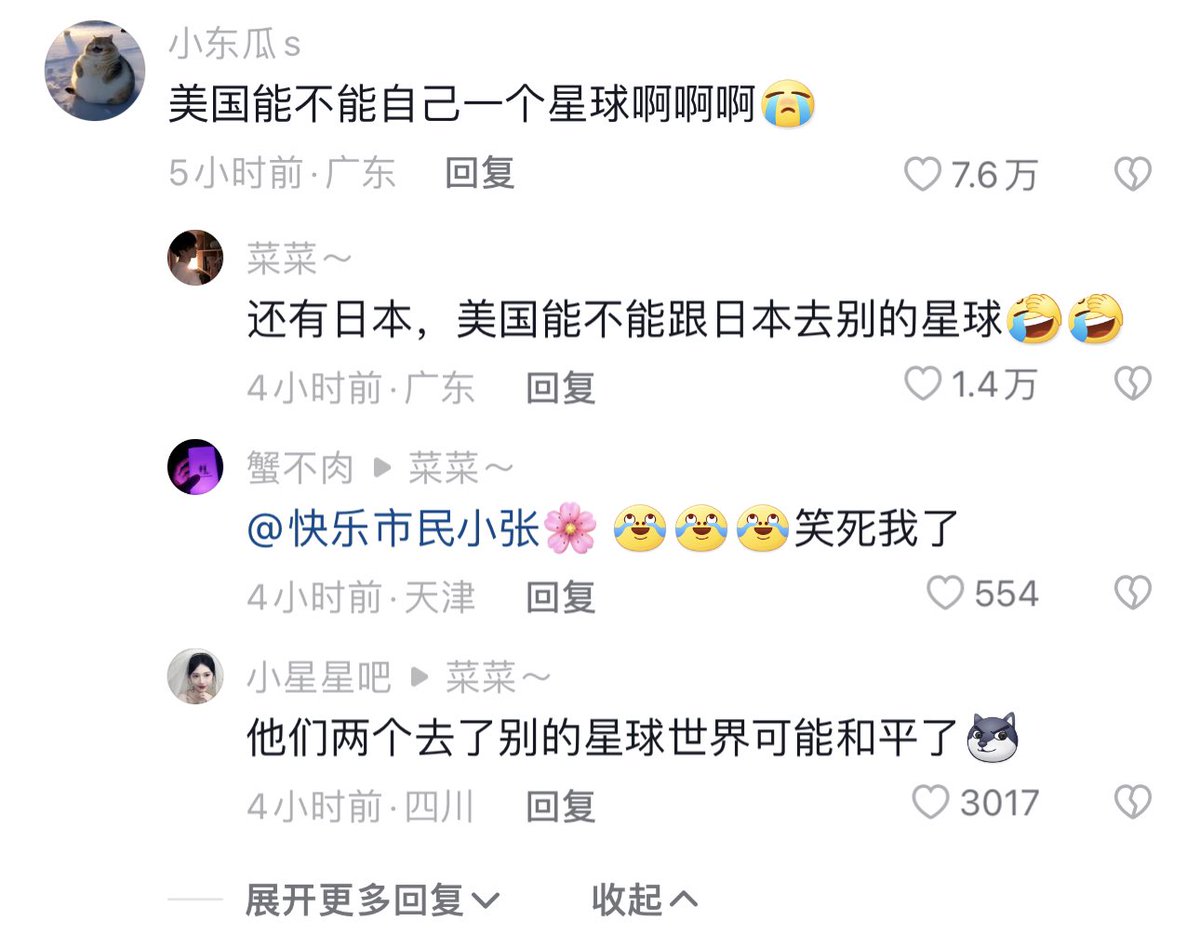 小东瓜s
美国能不能自己一个星球啊啊啊😭
5小时前·广东 回复 7.6万
菜菜～
还有日本，美国能不能跟日本去别的星球🤣🤣
4小时前·广东 回复 1.4万
蟹不肉 ▶ 菜菜～
@快乐市民小张🌸 笑死我了
4小时前·天津 回复 554
小星星吧 ▶ 菜菜～
他们两个去了别的星球世界可能和平了
4小时前·四川 回复 3017
展开更多回复 收起